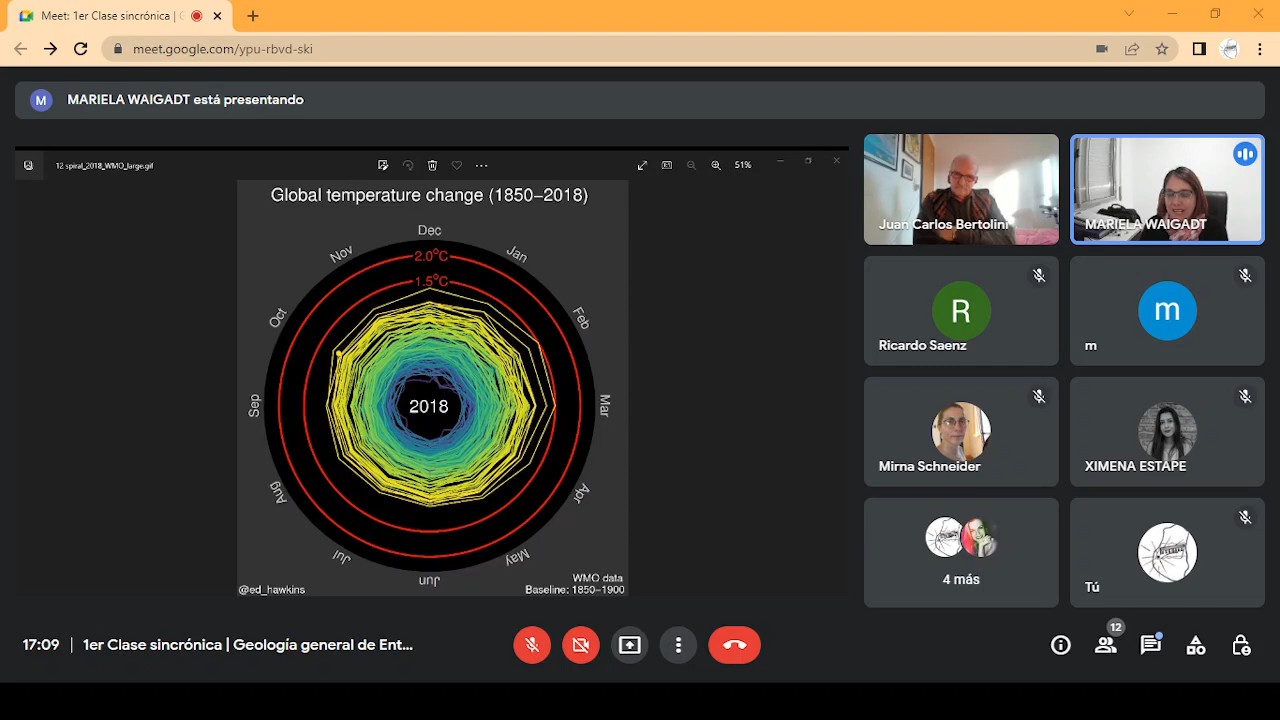 Meet: 1er Clase sincrónica | G
meet.google.com/ypu-rbvd-ski
M MARIELA WAIGADT está presentando
12 spiral_2018_WMO_large.gif
51%
Global temperature change (1850–2018)
Dec
Nov
Jan
2.0°C
1.5°C
Oct
Feb
Sep
2018
Mar
Aug
Apr
Jul
May
Jun
WMO data
@ed_hawkins
Baseline: 1850–1900
Juan Carlos Bertolini
MARIELA WAIGADT
R
Ricardo Saenz
m
m
Mirna Schneider
XIMENA ESTAPE
4 más
Tú
17:09 | 1er Clase sincrónica | Geología general de Ent...
12